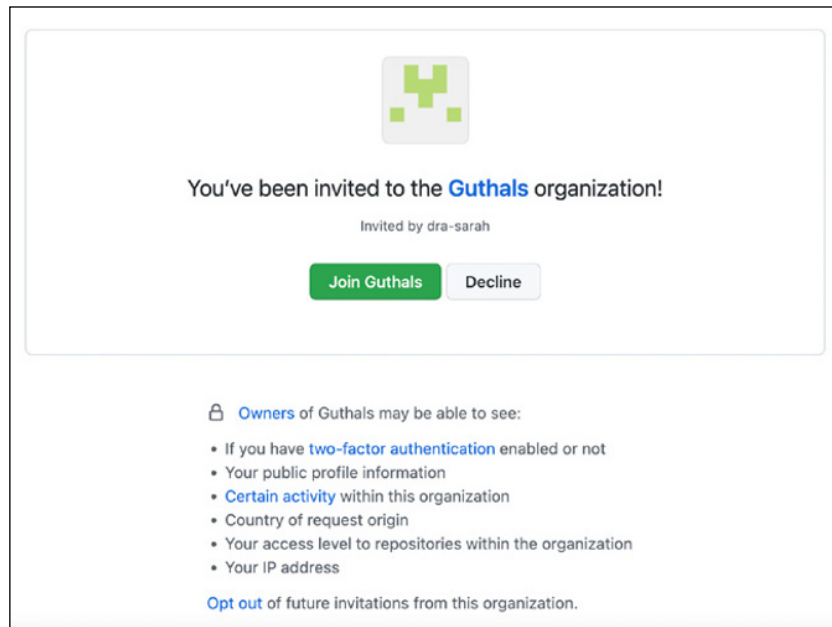 You've been invited to the Guthals organization!
Invited by dra-sarah
Join Guthals Decline
Owners of Guthals may be able to see:
• If you have two-factor authentication enabled or not
• Your public profile information
• Certain activity within this organization
• Country of request origin
• Your access level to repositories within the organization
• Your IP address
Opt out of future invitations from this organization.